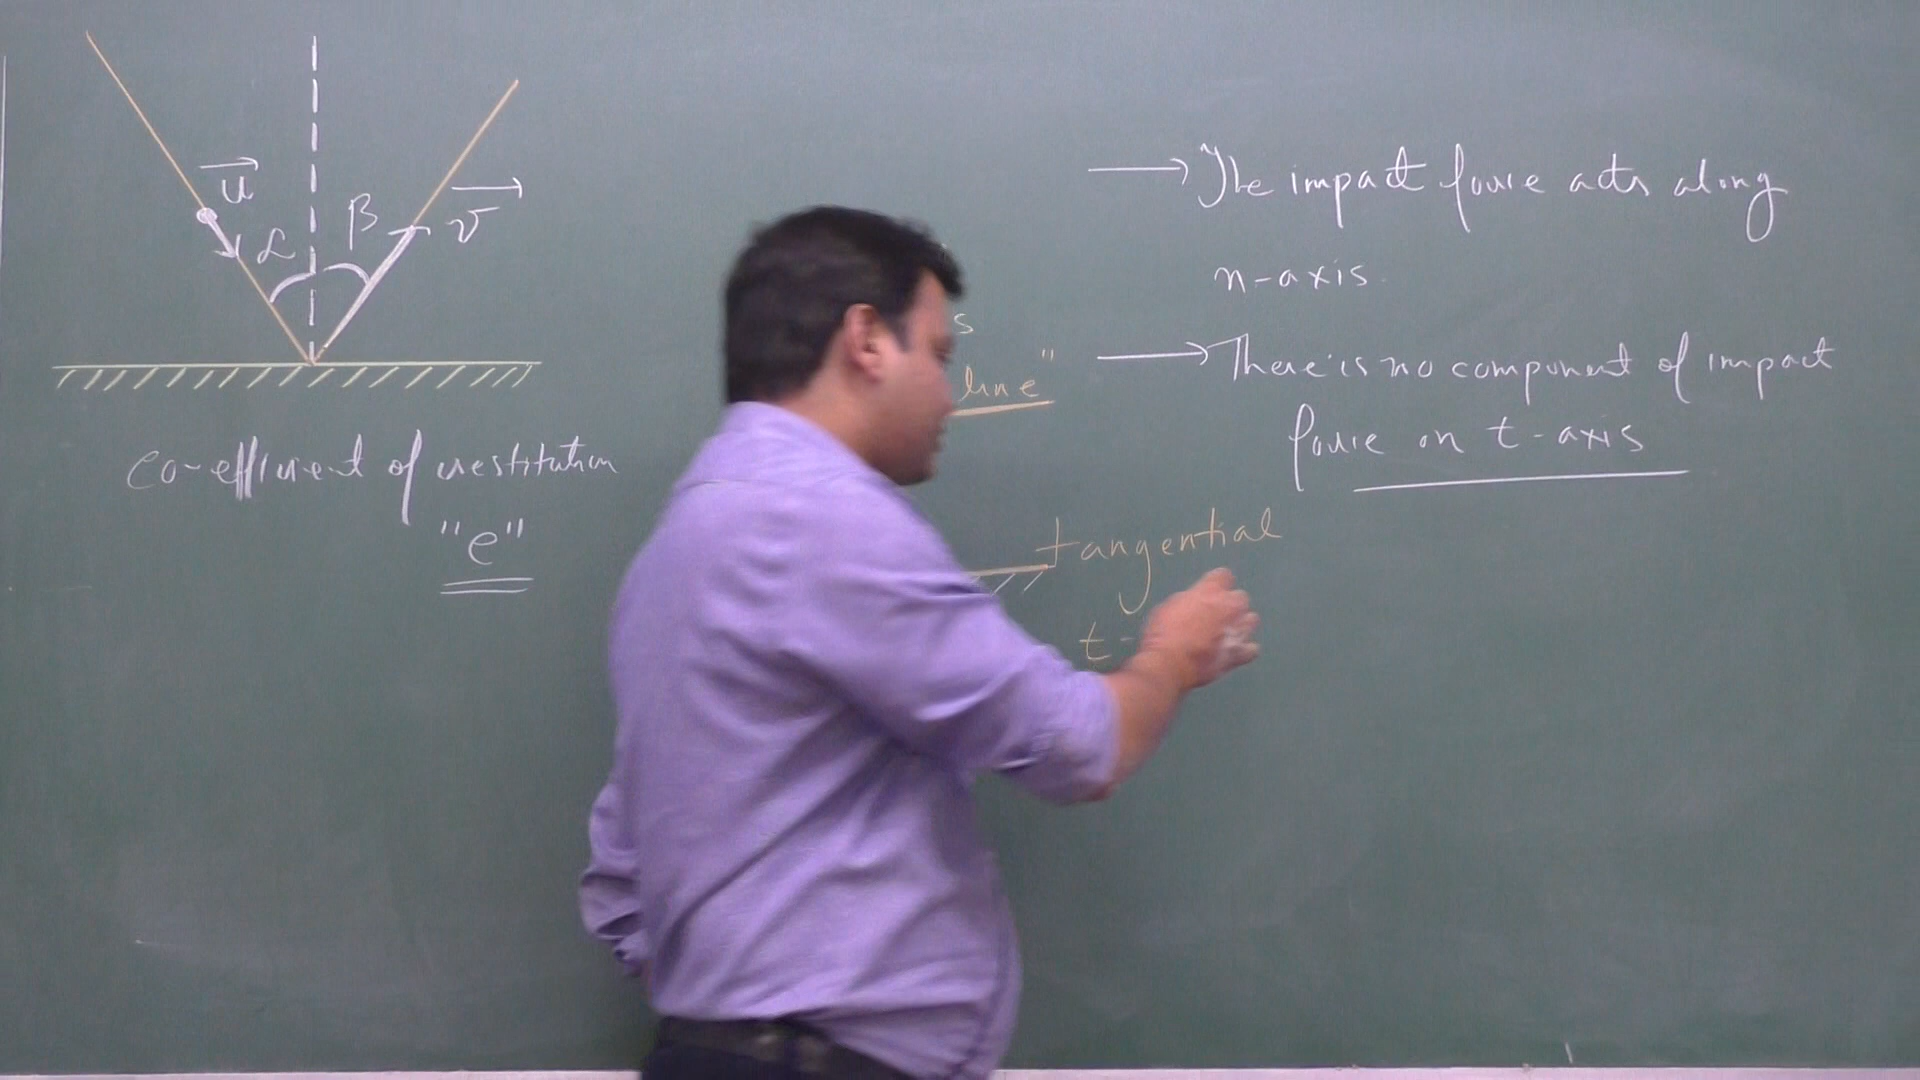 u
α
β
v
co-efficient of restitution
"e"
s
line"
tangential
t-
→ The impact force acts along
n-axis.
→ There is no component of impact
force on t-axis